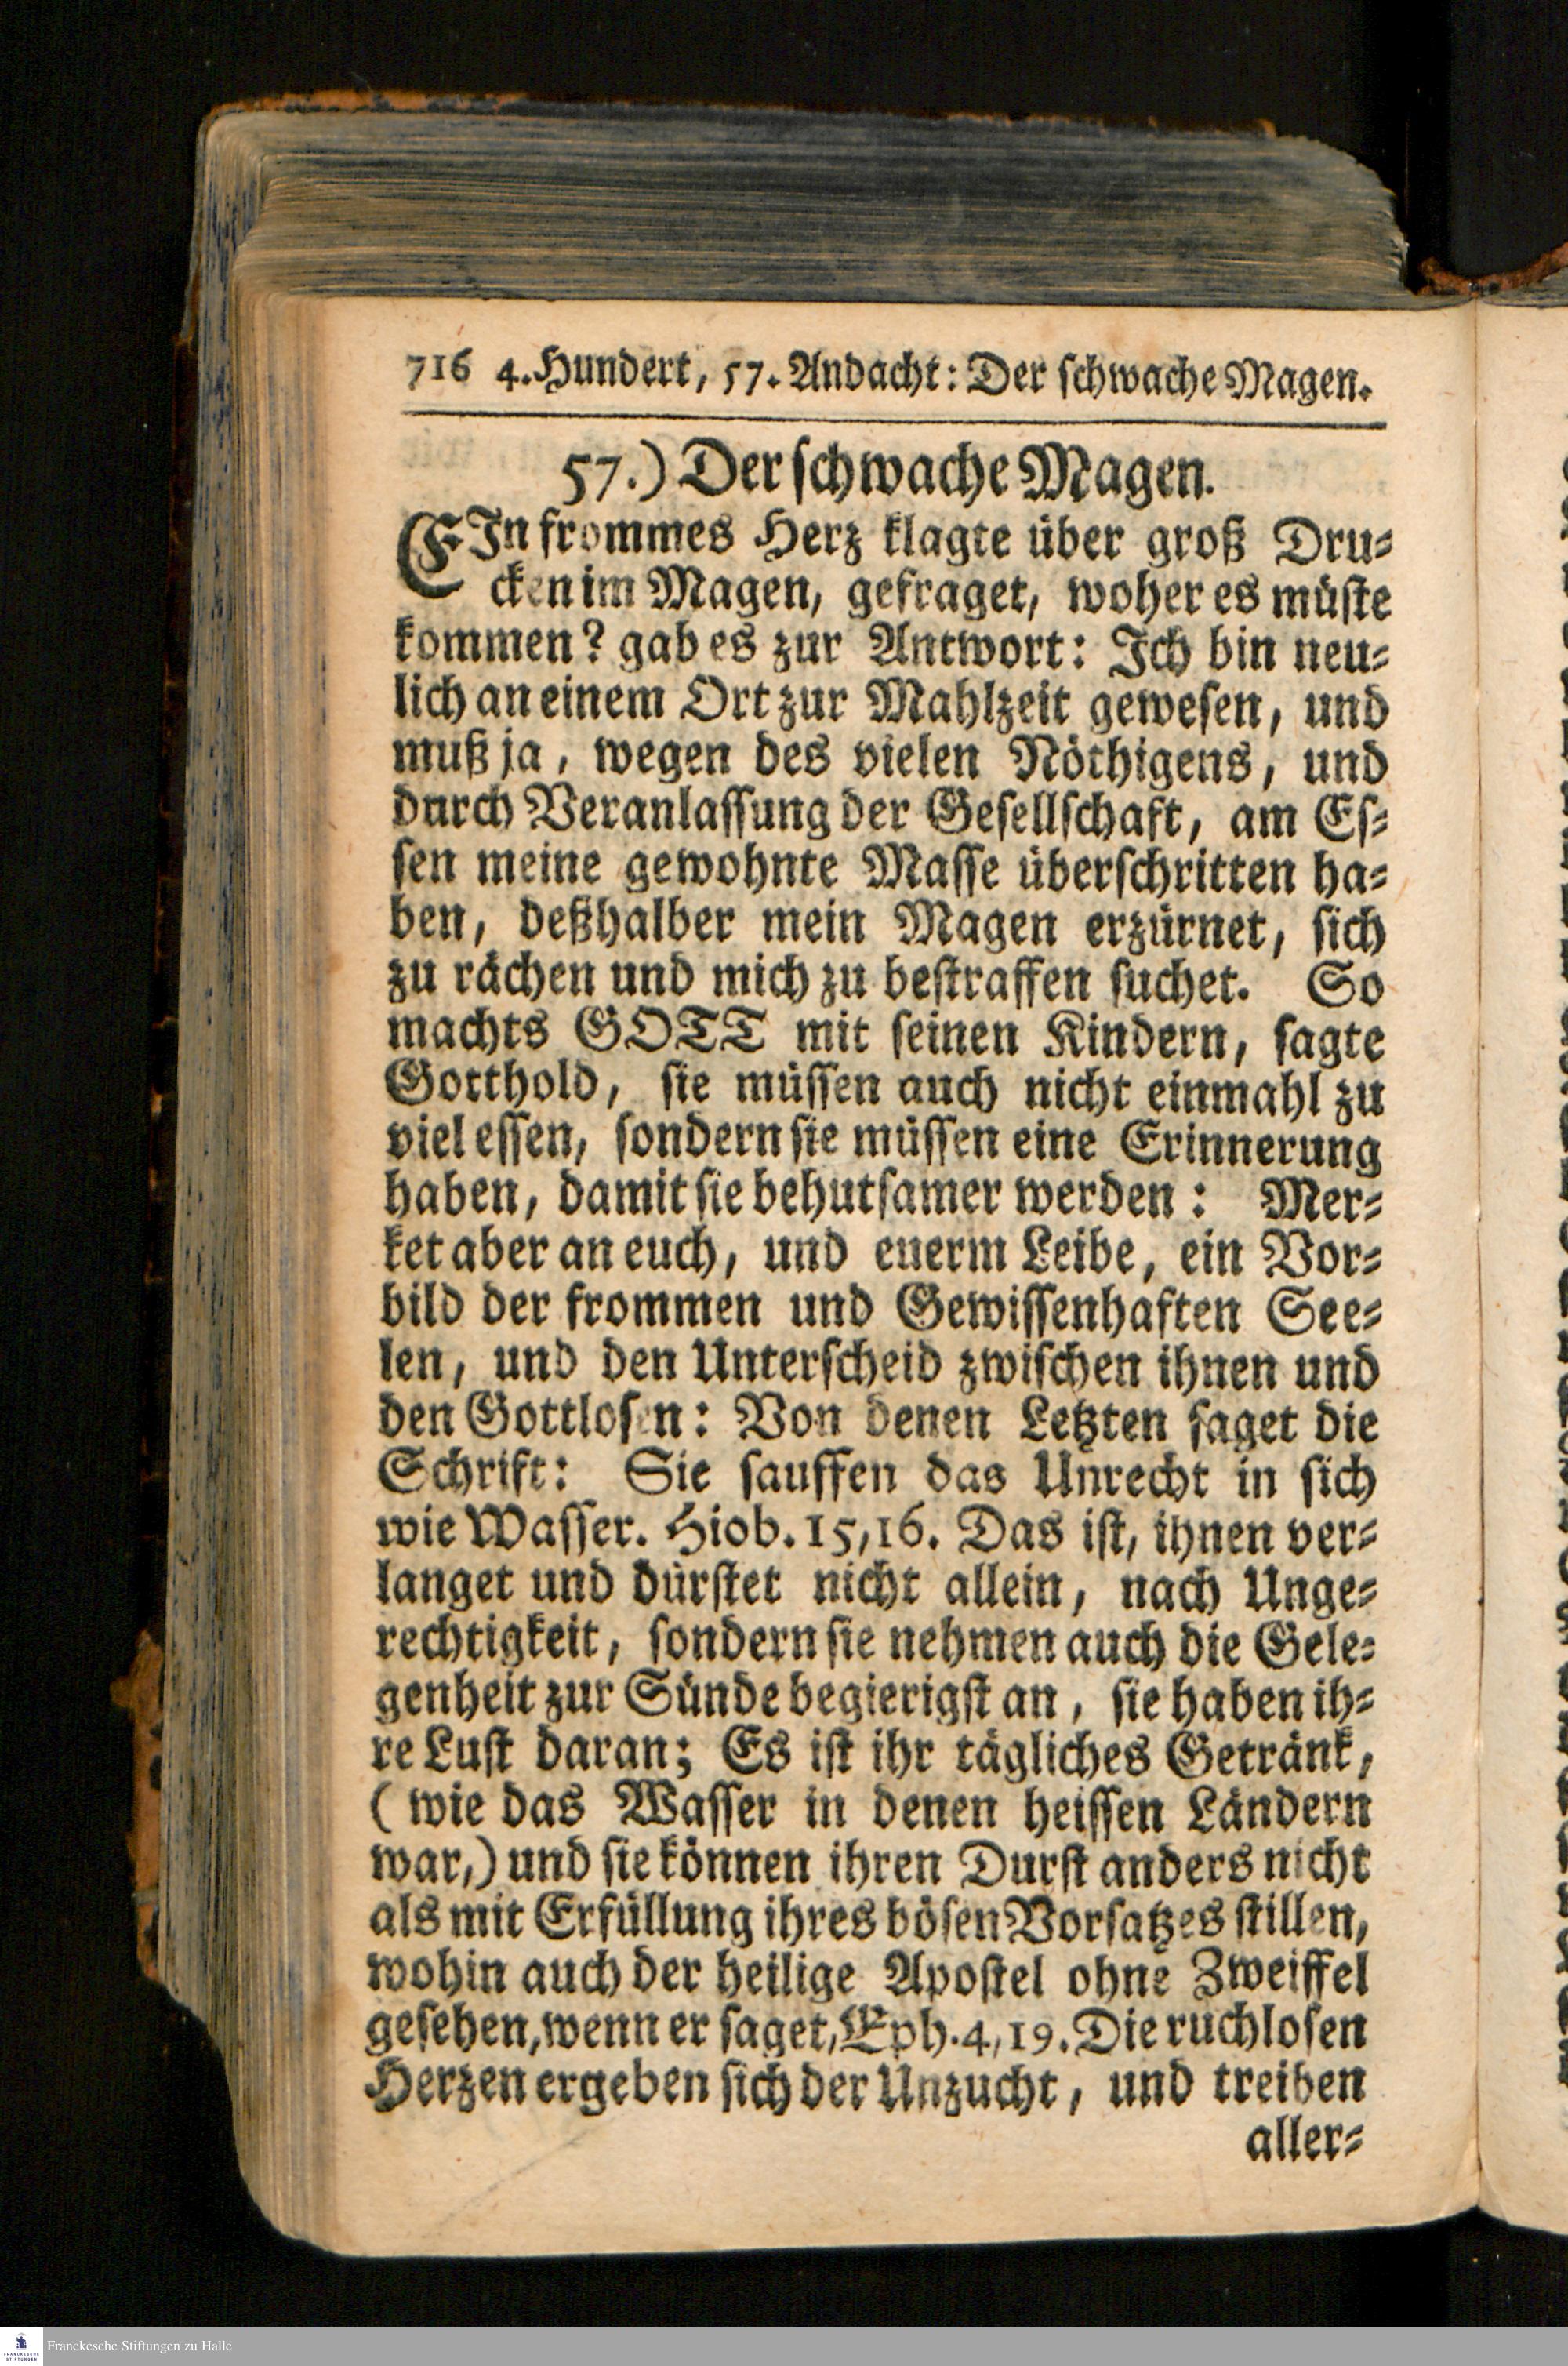 716 4. Hundert, 57. Andacht: Der ſchwache Magen.
57.) Der ſchwache Magen.
EIn frommes Herz klagte über groß Dru⸗
cken im Magen, gefraget, woher es müſte
kommen? gab es zur Antwort: Ich bin neu⸗
lich an einem Ort zur Mahlzeit geweſen, und
muß ja, wegen des vielen Nöthigens, und
durch Veranlaſſung der Geſellſchaft, am Eſ⸗
ſen meine gewohnte Maſſe überſchritten ha⸗
ben, deßhalber mein Magen erzürnet, ſich
zu rächen und mich zu beſtraffen ſuchet. So
machts GOTT mit ſeinen Kindern, ſagte
Gotthold, ſie müſſen auch nicht einmahl zu
viel eſſen, ſondern ſie müſſen eine Erinnerung
haben, damit ſie behutſamer werden: Mer⸗
ket aber an euch, und euerm Leibe, ein Vor⸗
bild der frommen und Gewiſſenhaften See⸗
len, und den Unterſcheid zwiſchen ihnen und
den Gottloſen: Von denen Letzten ſaget die
Schrift: Sie ſauffen das Unrecht in ſich
wie Waſſer. Hiob. 15, 16. Das iſt, ihnen ver⸗
langet und dürſtet nicht allein, nach Unge⸗
rechtigkeit, ſondern ſie nehmen auch die Gele⸗
genheit zur Sünde begierigſt an, ſie haben ih⸗
re Luſt daran; Es iſt ihr tägliches Getränk,
(wie das Waſſer in denen heiſſen Ländern
war,) und ſie können ihren Durſt anders nicht
als mit Erfüllung ihres böſen Vorſatzes ſtillen,
wohin auch der heilige Apoſtel ohne Zweiffel
geſehen, wenn er ſaget, Eph. 4, 19. Die ruchloſen
Herzen ergeben ſich der Unzucht, und treiben
aller⸗
Franckesche Stiftungen zu Halle
FRANCKESCHE
STIFTUNGEN